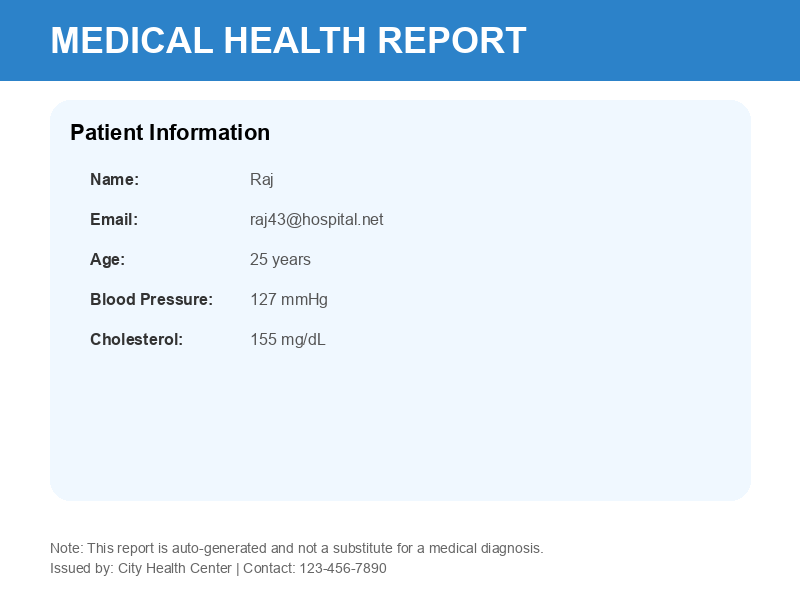 MEDICAL HEALTH REPORT
Patient Information
Name: Raj
Email: raj43@hospital.net
Age: 25 years
Blood Pressure: 127 mmHg
Cholesterol: 155 mg/dL
Note: This report is auto-generated and not a substitute for a medical diagnosis.
Issued by: City Health Center | Contact: 123-456-7890